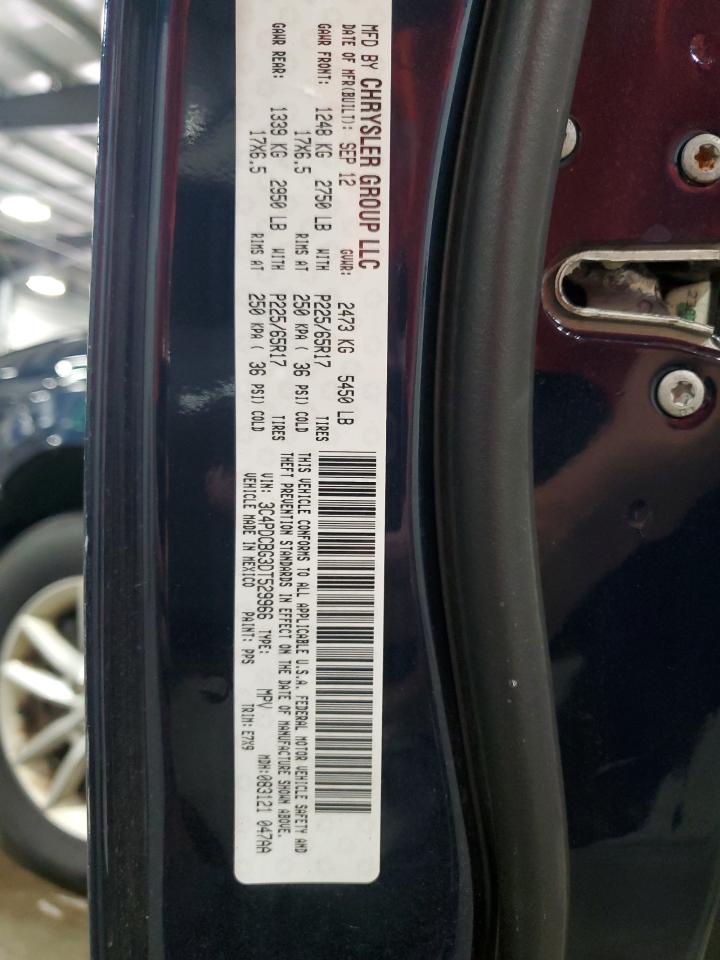 MFD BY CHRYSLER GROUP LLC
DATE OF MFR(BUILT): SEP 12 GVWR: 2473 KG 5450 LB
GAWR FRONT: 1248 KG 2750 LB WITH P225/65R17 TIRES
17X6.5 RIMS AT 250 KPA ( 36 PSI) COLD
GAWR REAR: 1339 KG 2950 LB WITH P225/65R17 TIRES
17X6.5 RIMS AT 250 KPA ( 36 PSI) COLD
THIS VEHICLE CONFORMS TO ALL APPLICABLE U.S.A. FEDERAL MOTOR VEHICLE SAFETY AND
THEFT PREVENTION STANDARDS IN EFFECT ON THE DATE OF MANUFACTURE SHOWN ABOVE.
VIN: 3C4PDCBG3DT529966 TYPE: MPV MDH:083121 047AA
VEHICLE MADE IN MEXICO PAINT: PPS TRIM: E7X9